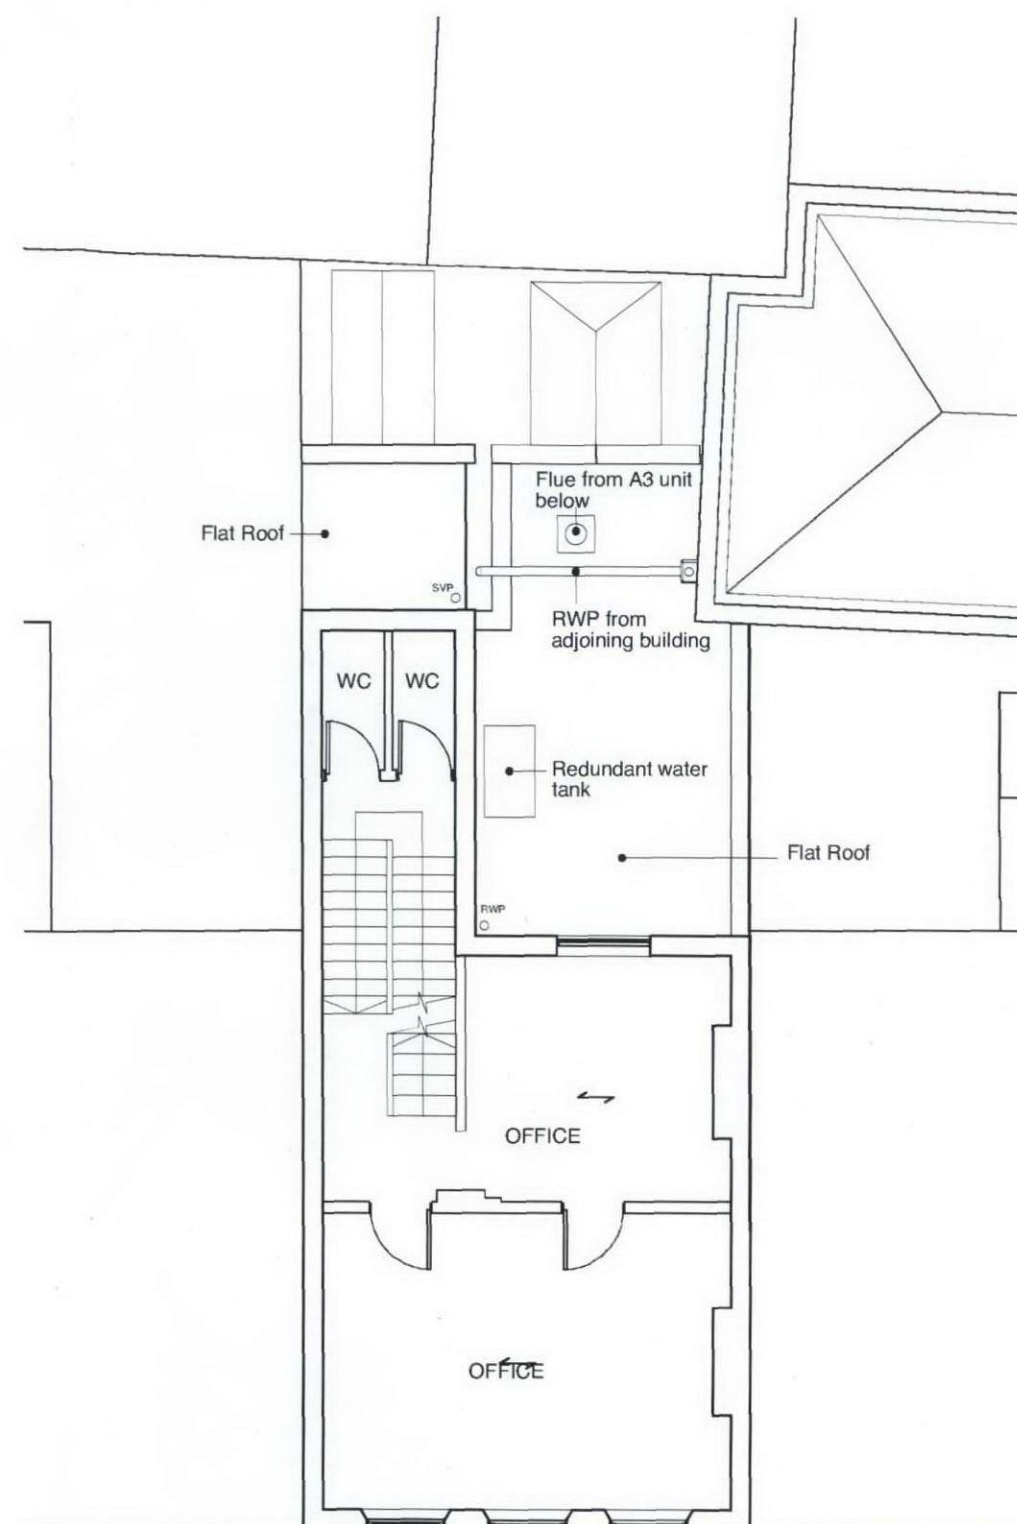 Flue from A3 unit
below
Flat Roof
SVP
RWP from
adjoining building
WC
WC
Redundant water
tank
Flat Roof
RWP
OFFICE
OFFICE